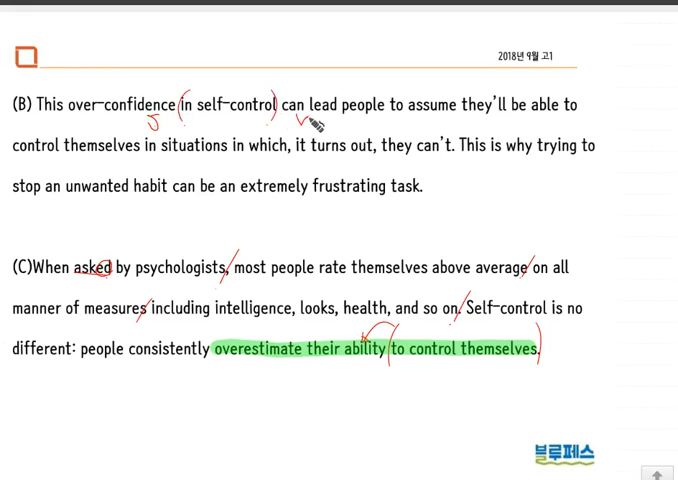 2018년 9월 고1
(B) This over-confidence (in self-control) can lead people to assume they'll be able to
S V
control themselves in situations in which, it turns out, they can't. This is why trying to
stop an unwanted habit can be an extremely frustrating task.
(C)When asked by psychologists, most people rate themselves above average on all
manner of measures including intelligence, looks, health, and so on. Self-control is no
different: people consistently overestimate their ability (to control themselves).
블루페스